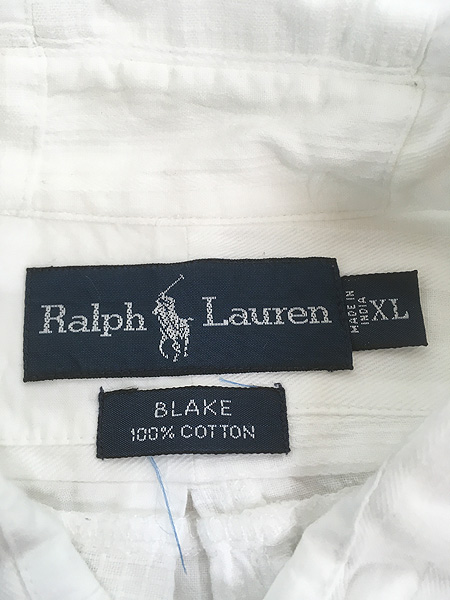 Ralph Lauren
MADE IN
INDIA
XL
BLAKE
100% COTTON